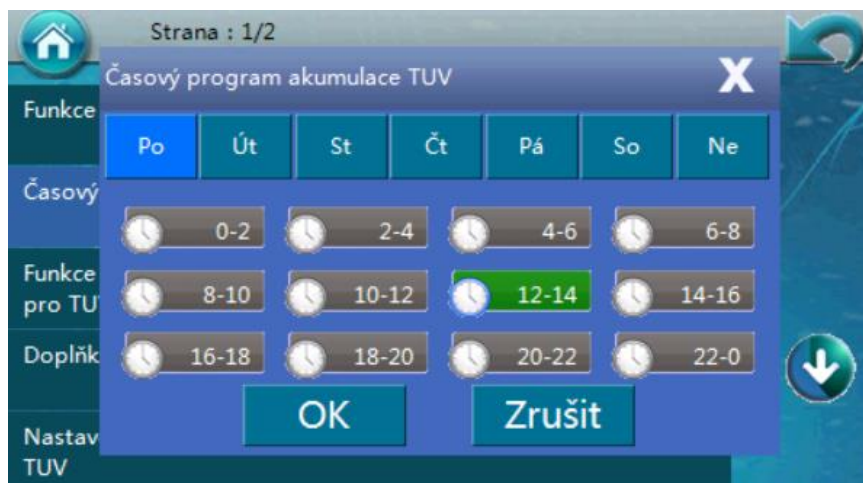 Strana : 1/2
Časový program akumulace TUV
X
Funkce
Po Út St Čt Pá So Ne
Časový
0-2 2-4 4-6 6-8
Funkce
pro TU
8-10 10-12 12-14 14-16
Doplňk
16-18 18-20 20-22 22-0
OK Zrušit
Nastav
TUV